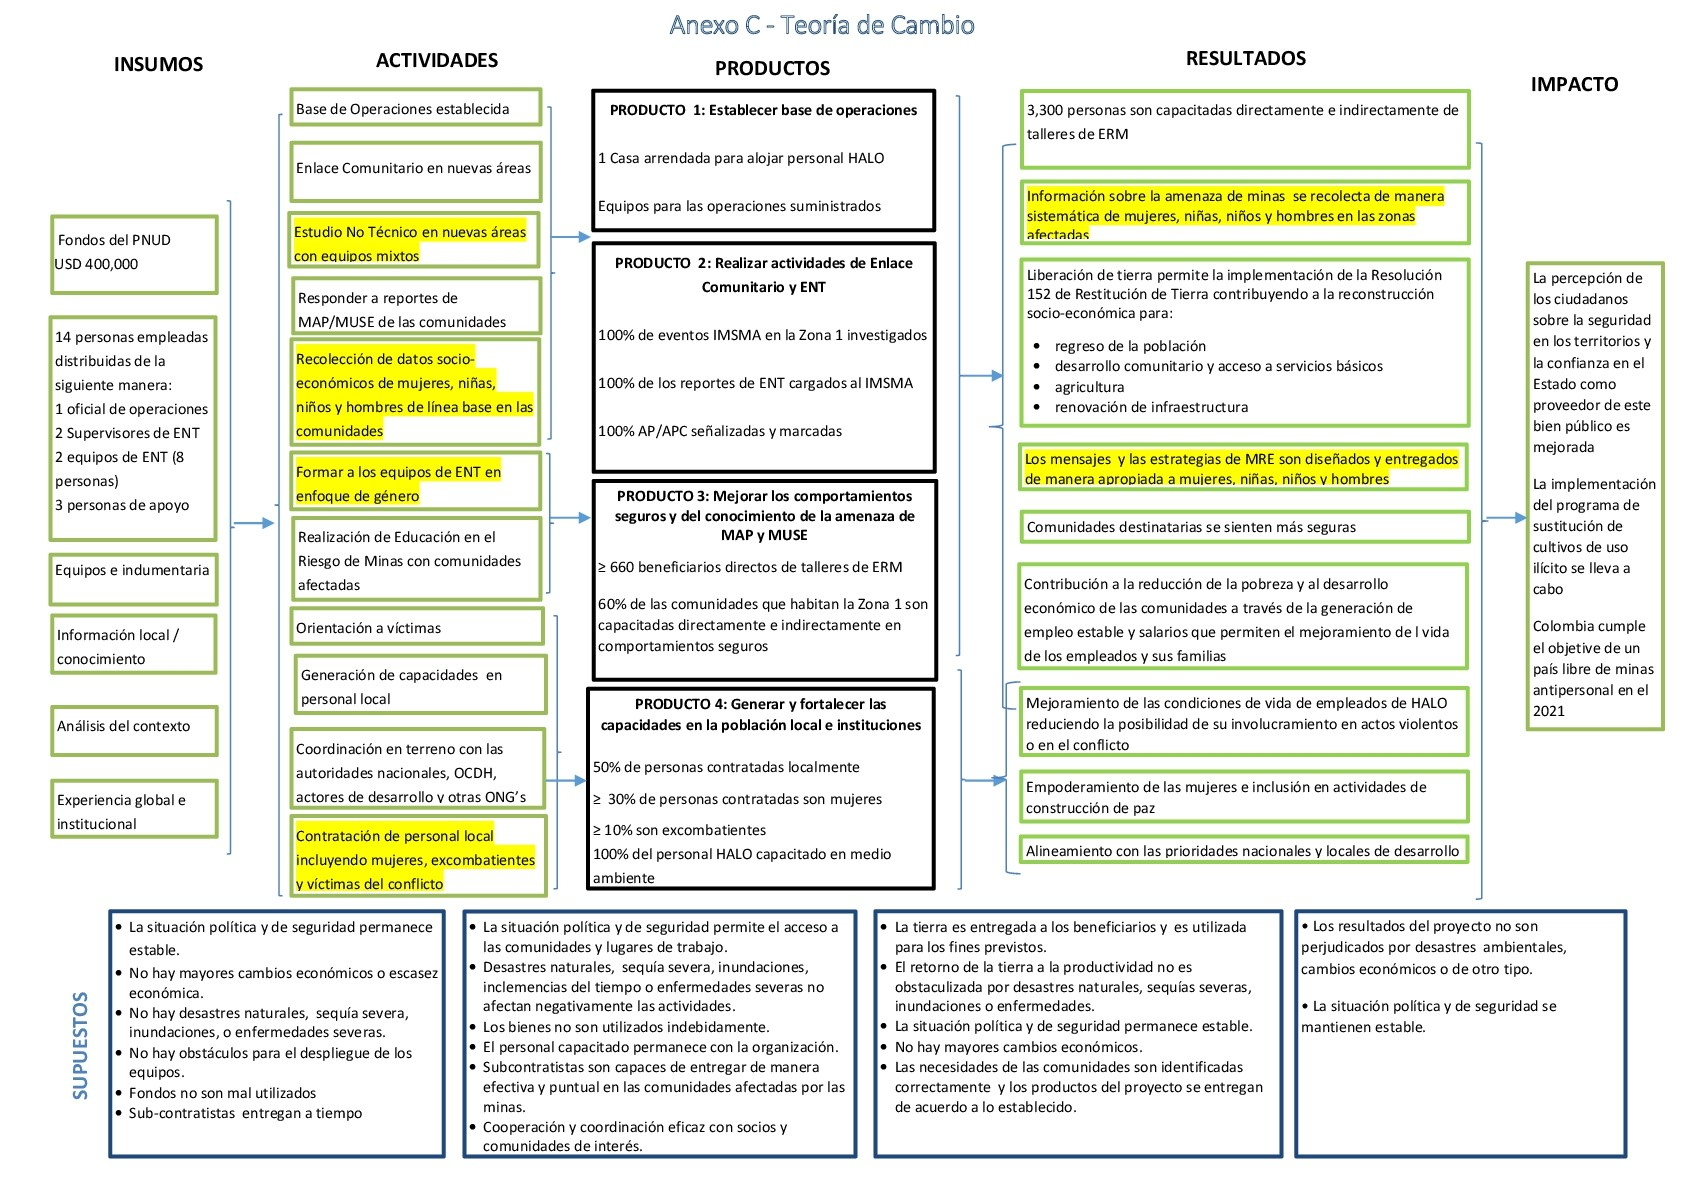 Anexo C - Teoría de Cambio
INSUMOS
Fondos del PNUD
USD 400,000
14 personas empleadas
distribuidas de la
siguiente manera:
1 oficial de operaciones
2 Supervisores de ENT
2 equipos de ENT (8
personas)
3 personas de apoyo
Equipos e indumentaria
Información local /
conocimiento
Análisis del contexto
Experiencia global e
institucional
ACTIVIDADES
Base de Operaciones establecida
Enlace Comunitario en nuevas áreas
Estudio No Técnico en nuevas áreas
con equipos mixtos
Responder a reportes de
MAP/MUSE de las comunidades
Recolección de datos socio-
económicos de mujeres, niñas,
niños y hombres de línea base en las
comunidades
Formar a los equipos de ENT en
enfoque de género
Realización de Educación en el
Riesgo de Minas con comunidades
afectadas
Orientación a víctimas
Generación de capacidades en
personal local
Coordinación en terreno con las
autoridades nacionales, OCDH,
actores de desarrollo y otras ONG’s
Contratación de personal local
incluyendo mujeres, excombatientes
y víctimas del conflicto
PRODUCTOS
PRODUCTO 1: Establecer base de operaciones
1 Casa arrendada para alojar personal HALO
Equipos para las operaciones suministrados
PRODUCTO 2: Realizar actividades de Enlace
Comunitario y ENT
100% de eventos IMSMA en la Zona 1 investigados
100% de los reportes de ENT cargados al IMSMA
100% AP/APC señalizadas y marcadas
PRODUCTO 3: Mejorar los comportamientos
seguros y del conocimiento de la amenaza de
MAP y MUSE
≥ 660 beneficiarios directos de talleres de ERM
60% de las comunidades que habitan la Zona 1 son
capacitadas directamente e indirectamente en
comportamientos seguros
PRODUCTO 4: Generar y fortalecer las
capacidades en la población local e instituciones
50% de personas contratadas localmente
≥ 30% de personas contratadas son mujeres
≥ 10% son excombatientes
100% del personal HALO capacitado en medio
ambiente
RESULTADOS
3,300 personas son capacitadas directamente e indirectamente de
talleres de ERM
Información sobre la amenaza de minas se recolecta de manera
sistemática de mujeres, niñas, niños y hombres en las zonas
afectadas
Liberación de tierra permite la implementación de la Resolución
152 de Restitución de Tierra contribuyendo a la reconstrucción
socio-económica para:
• regreso de la población
• desarrollo comunitario y acceso a servicios básicos
• agricultura
• renovación de infraestructura
Los mensajes y las estrategias de MRE son diseñados y entregados
de manera apropiada a mujeres, niñas, niños y hombres
Comunidades destinatarias se sienten más seguras
Contribución a la reducción de la pobreza y al desarrollo
económico de las comunidades a través de la generación de
empleo estable y salarios que permiten el mejoramiento de l vida
de los empleados y sus familias
Mejoramiento de las condiciones de vida de empleados de HALO
reduciendo la posibilidad de su involucramiento en actos violentos
o en el conflicto
Empoderamiento de las mujeres e inclusión en actividades de
construcción de paz
Alineamiento con las prioridades nacionales y locales de desarrollo
IMPACTO
La percepción de
los ciudadanos
sobre la seguridad
en los territorios y
la confianza en el
Estado como
proveedor de este
bien público es
mejorada
La implementación
del programa de
sustitución de
cultivos de uso
ilícito se lleva a
cabo
Colombia cumple
el objetive de un
país libre de minas
antipersonal en el
2021
SUPUESTOS
• La situación política y de seguridad permanece
estable.
• No hay mayores cambios económicos o escasez
económica.
• No hay desastres naturales, sequía severa,
inundaciones, o enfermedades severas.
• No hay obstáculos para el despliegue de los
equipos.
• Fondos no son mal utilizados
• Sub-contratistas entregan a tiempo
• La situación política y de seguridad permite el acceso a
las comunidades y lugares de trabajo.
• Desastres naturales, sequía severa, inundaciones,
inclemencias del tiempo o enfermedades severas no
afectan negativamente las actividades.
• Los bienes no son utilizados indebidamente.
• El personal capacitado permanece con la organización.
• Subcontratistas son capaces de entregar de manera
efectiva y puntual en las comunidades afectadas por las
minas.
• Cooperación y coordinación eficaz con socios y
comunidades de interés.
• La tierra es entregada a los beneficiarios y es utilizada
para los fines previstos.
• El retorno de la tierra a la productividad no es
obstaculizada por desastres naturales, sequías severas,
inundaciones o enfermedades.
• La situación política y de seguridad permanece estable.
• No hay mayores cambios económicos.
• Las necesidades de las comunidades son identificadas
correctamente y los productos del proyecto se entregan
de acuerdo a lo establecido.
• Los resultados del proyecto no son
perjudicados por desastres ambientales,
cambios económicos o de otro tipo.
• La situación política y de seguridad se
mantienen estable.